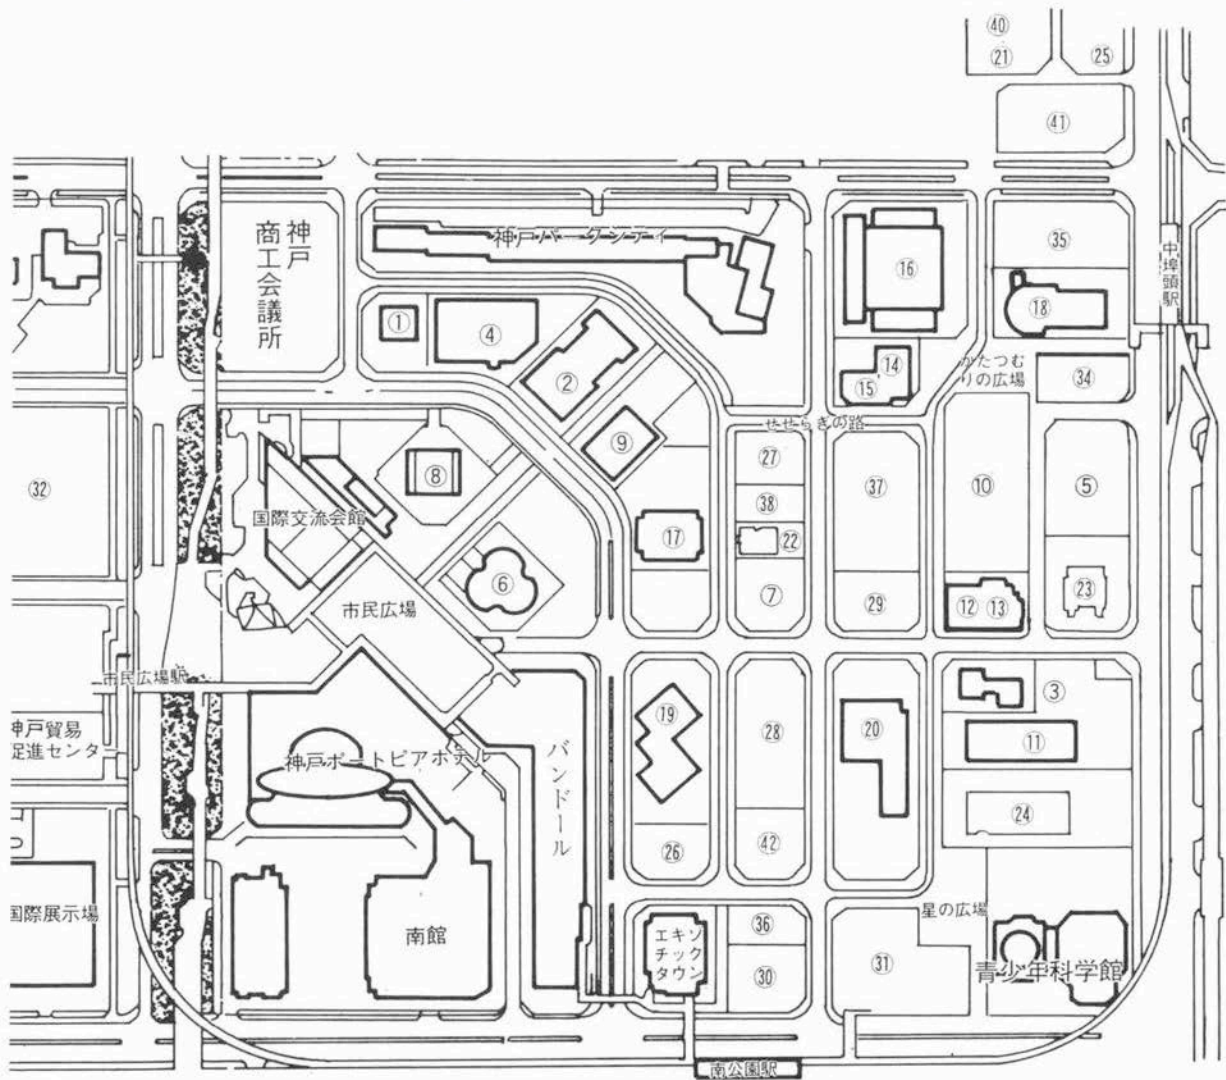 ㊵
㉑
㉕
㊶
神戸
商工会議所
神戸パークシティ
⑯
㉟
中埠頭駅
①
④
②
⑱
⑭
⑮
かたつむ
りの広場
㉞
せせらぎの路
⑨
㉗
㉜
⑧
㊲
⑩
⑤
㊳
国際交流会館
⑰
㉒
⑥
⑦
㉙
⑫
⑬
㉓
市民広場
市民広場駅
⑲
③
神戸貿易
促進センター
㉘
⑳
⑪
神戸ポートピアホテル
バンドール
㉔
㉖
㊷
国際展示場
南館
エキゾ
チック
タウン
㊱
星の広場
㉚
㉛
青少年科学館
南公園駅